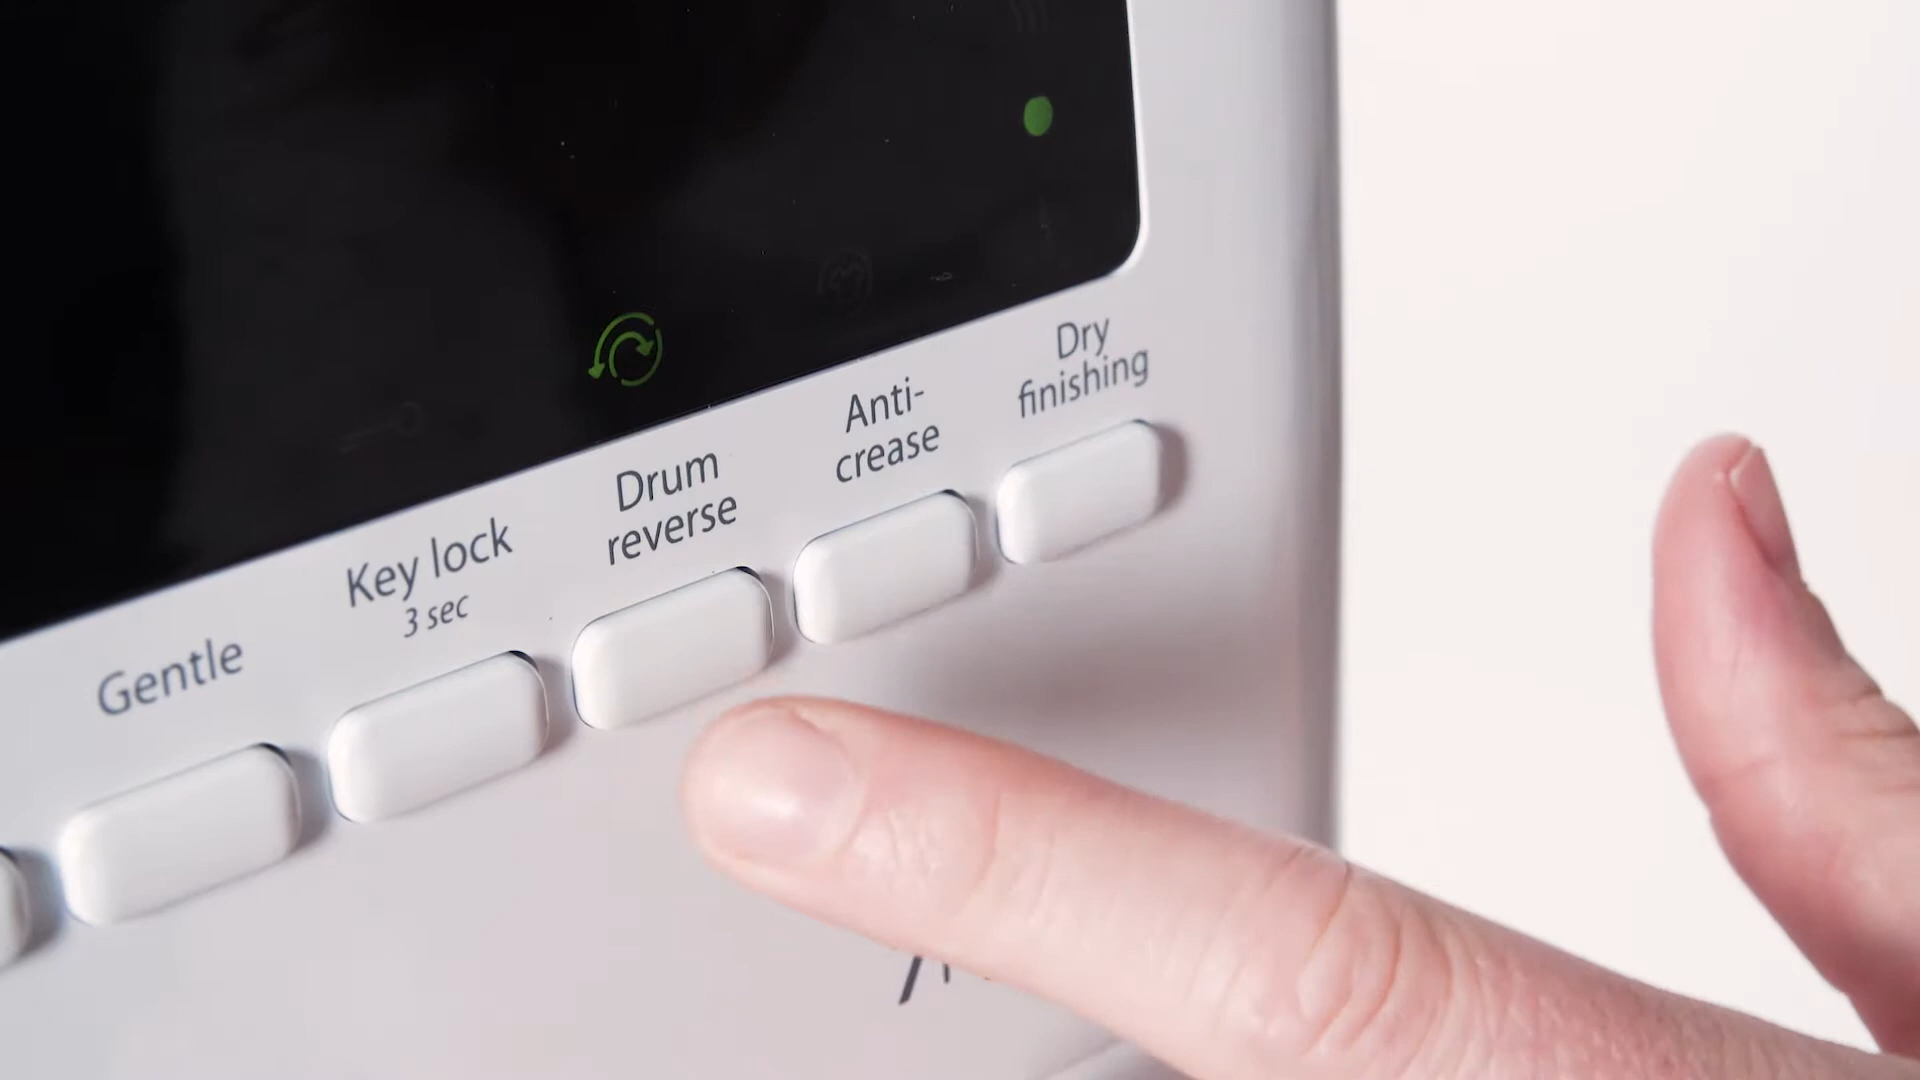 Gentle
Key lock
3 sec
Drum
reverse
Anti-
crease
Dry
finishing